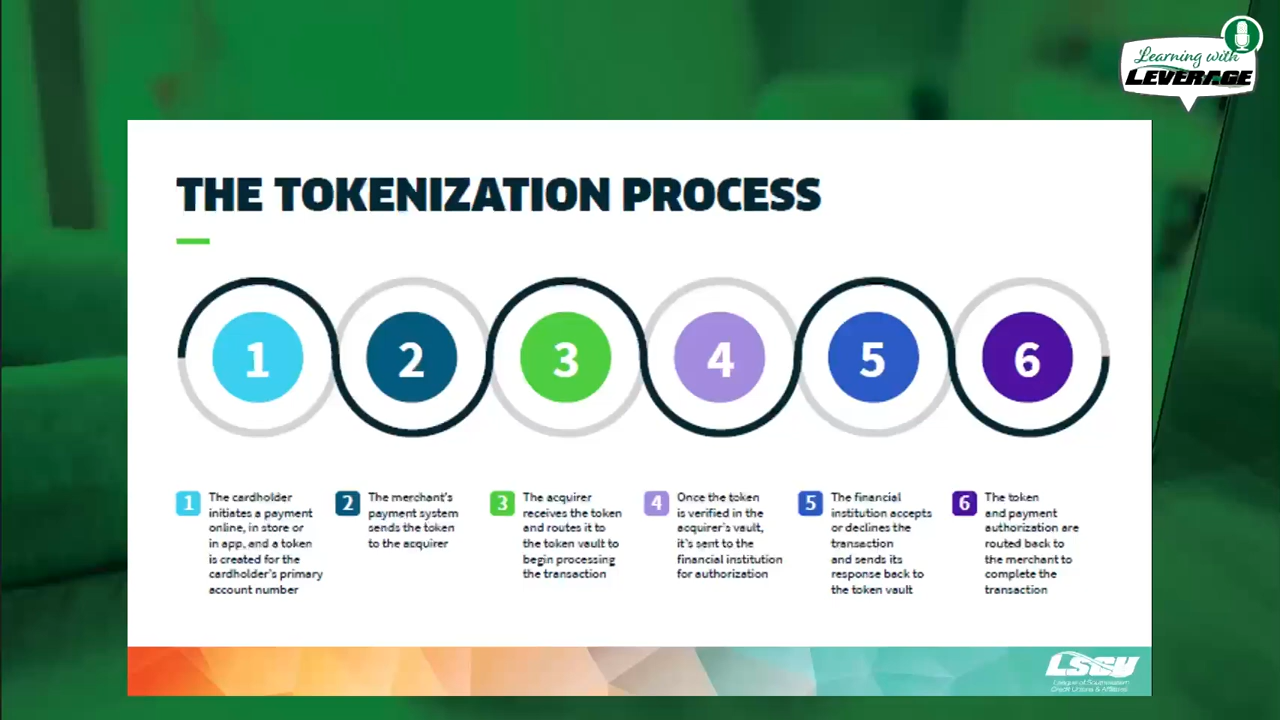 Learning with
LEVERAGE
THE TOKENIZATION PROCESS
1
2
3
4
5
6
1
The cardholder
initiates a payment
online, in store or
in app, and a token
is created for the
cardholder's primary
account number
2
The merchant's
payment system
sends the token
to the acquirer
3
The acquirer
receives the token
and routes it to
the token vault to
begin processing
the transaction
4
Once the token
is verified in the
acquirer's vault,
it's sent to the
financial institution
for authorization
5
The financial
institution accepts
or declines the
transaction
and sends its
response back to
the token vault
6
The token
and payment
authorization are
routed back to
the merchant to
complete the
transaction
LSCU
League of Southeastern
Credit Unions & Affiliates